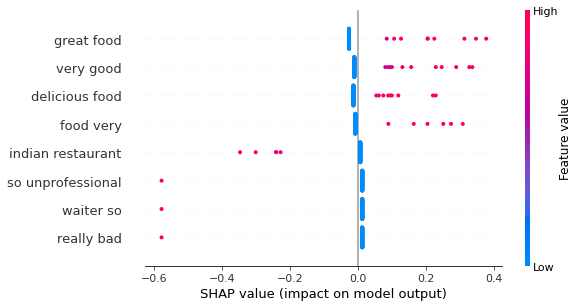 High
great food
very good
delicious food
food very
indian restaurant
so unprofessional
waiter so
really bad
Feature value
Low
−0.6 −0.4 −0.2 0.0 0.2 0.4
SHAP value (impact on model output)